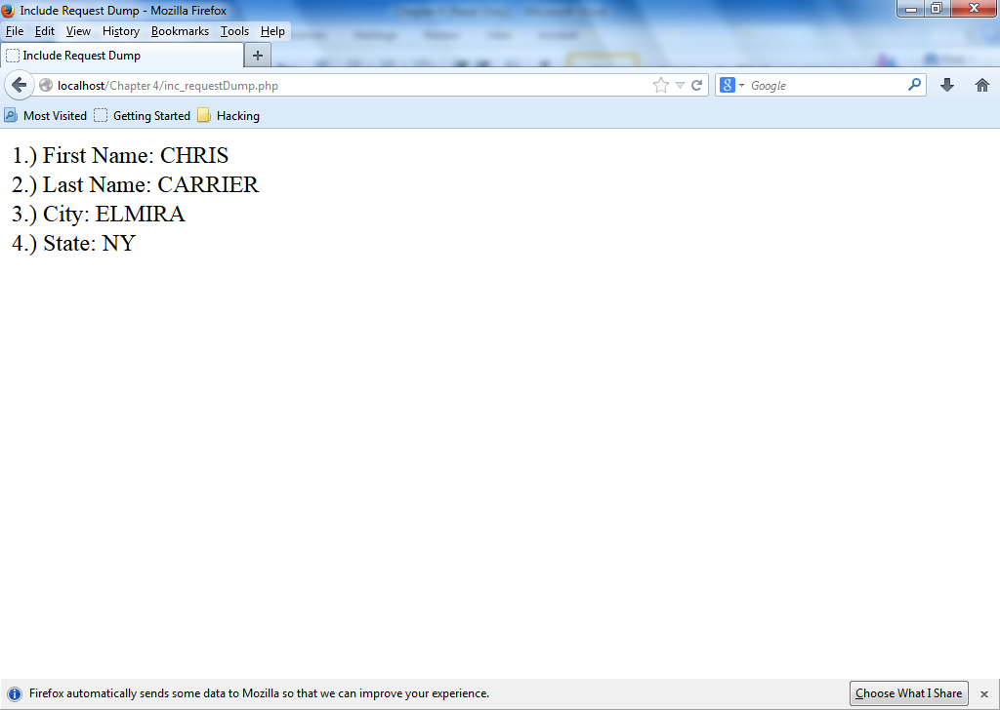 Include Request Dump - Mozilla Firefox
File Edit View History Bookmarks Tools Help
Include Request Dump
localhost/Chapter 4/inc_requestDump.php
Google
Most Visited Getting Started Hacking
1.) First Name: CHRIS
2.) Last Name: CARRIER
3.) City: ELMIRA
4.) State: NY
Firefox automatically sends some data to Mozilla so that we can improve your experience.
Choose What I Share